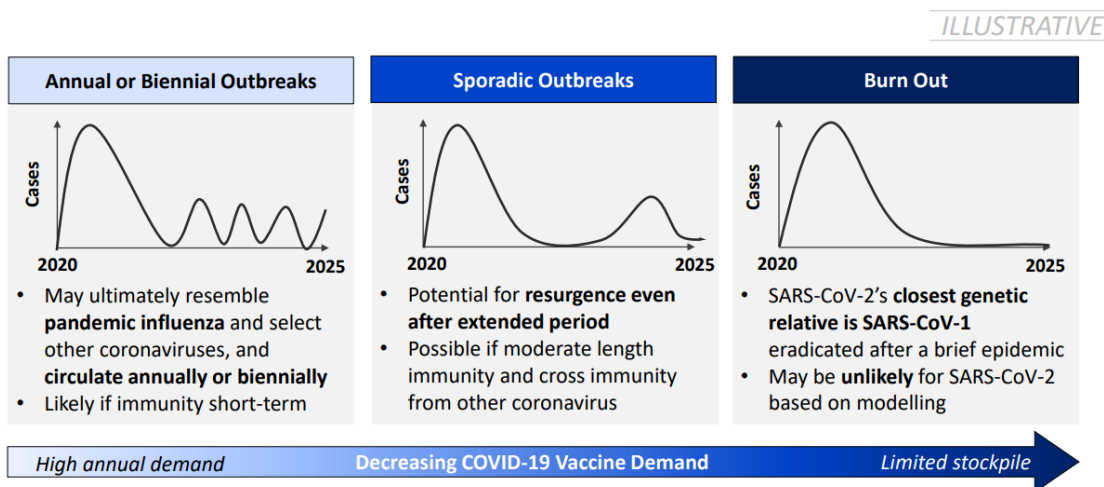 ILLUSTRATIVE
Annual or Biennial Outbreaks
Cases
2020
2025
• May ultimately resemble
pandemic influenza and select
other coronaviruses, and
circulate annually or biennially
• Likely if immunity short-term
Sporadic Outbreaks
Cases
2020
2025
• Potential for resurgence even
after extended period
• Possible if moderate length
immunity and cross immunity
from other coronavirus
Burn Out
Cases
2020
2025
• SARS-CoV-2’s closest genetic
relative is SARS-CoV-1
eradicated after a brief epidemic
• May be unlikely for SARS-CoV-2
based on modelling
High annual demand
Decreasing COVID-19 Vaccine Demand
Limited stockpile